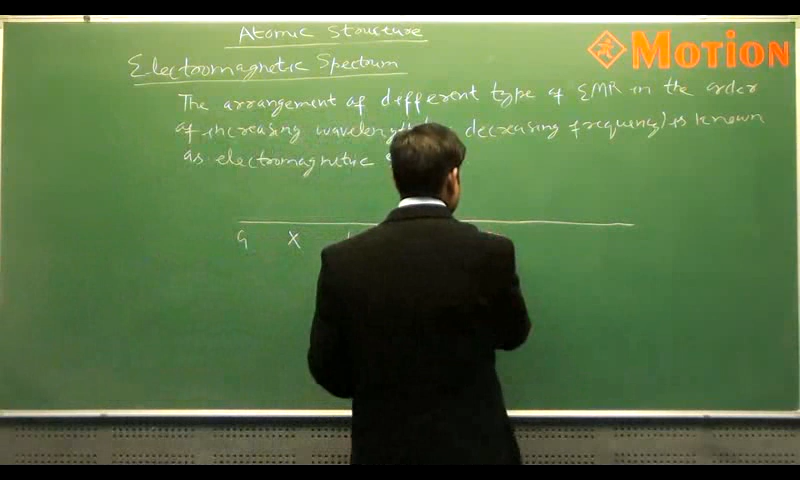 Atomic Structure
MOTION
Electromagnetic Spectrum
The arrangement of different type of EMR in the order
of increasing wavelength decreasing frequency) is known
as electromagnetic
G X